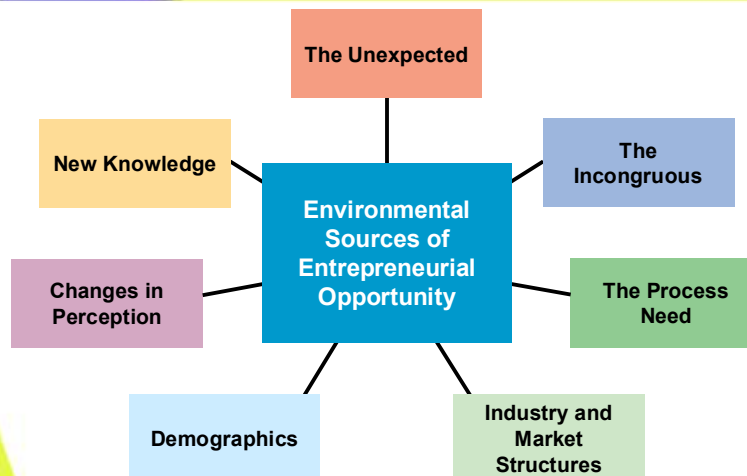 The Unexpected
New Knowledge
The
Incongruous
Environmental
Sources of
Entrepreneurial
Opportunity
Changes in
Perception
The Process
Need
Demographics
Industry and
Market
Structures